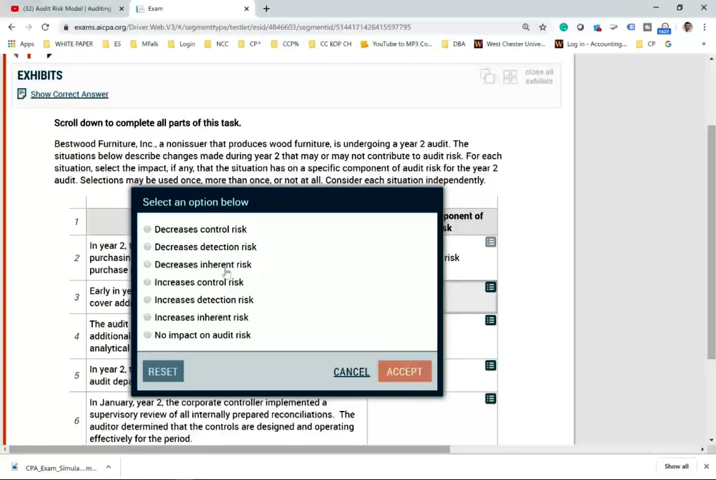 (32) Audit Risk Model | Auditing
Exam
exams.aicpa.org/Driver.Web.V3/#/segmenttype/testlet/esid/4846603/segmentid/5144171426415597795
Apps
WHITE PAPER
ES
MFalk
Login
NCC
CP^
CCP%
CC KOP CH
YouTube to MP3 Co...
DBA
West Chester Unive...
Log in - Accounting...
CP
EXHIBITS
close all
exhibits
Show Correct Answer
Scroll down to complete all parts of this task.
Bestwood Furniture, Inc., a nonissuer that produces wood furniture, is undergoing a year 2 audit. The
situations below describe changes made during year 2 that may or may not contribute to audit risk. For each
situation, select the impact, if any, that the situation has on a specific component of audit risk for the year 2
audit. Selections may be used once, more than once, or not at all. Consider each situation independently.
Select an option below
Decreases control risk
Decreases detection risk
Decreases inherent risk
Increases control risk
Increases detection risk
Increases inherent risk
No impact on audit risk
RESET
CANCEL
ACCEPT
1
ponent of
sk
2
In year 2, t
purchasin
purchase
risk
3
Early in ye
cover add
4
The audit
additional
analytical
5
In year 2,
audit depa
6
In January, year 2, the corporate controller implemented a
supervisory review of all internally prepared reconciliations. The
auditor determined that the controls are designed and operating
effectively for the period.
CPA_Exam_Simula....m...
Show all